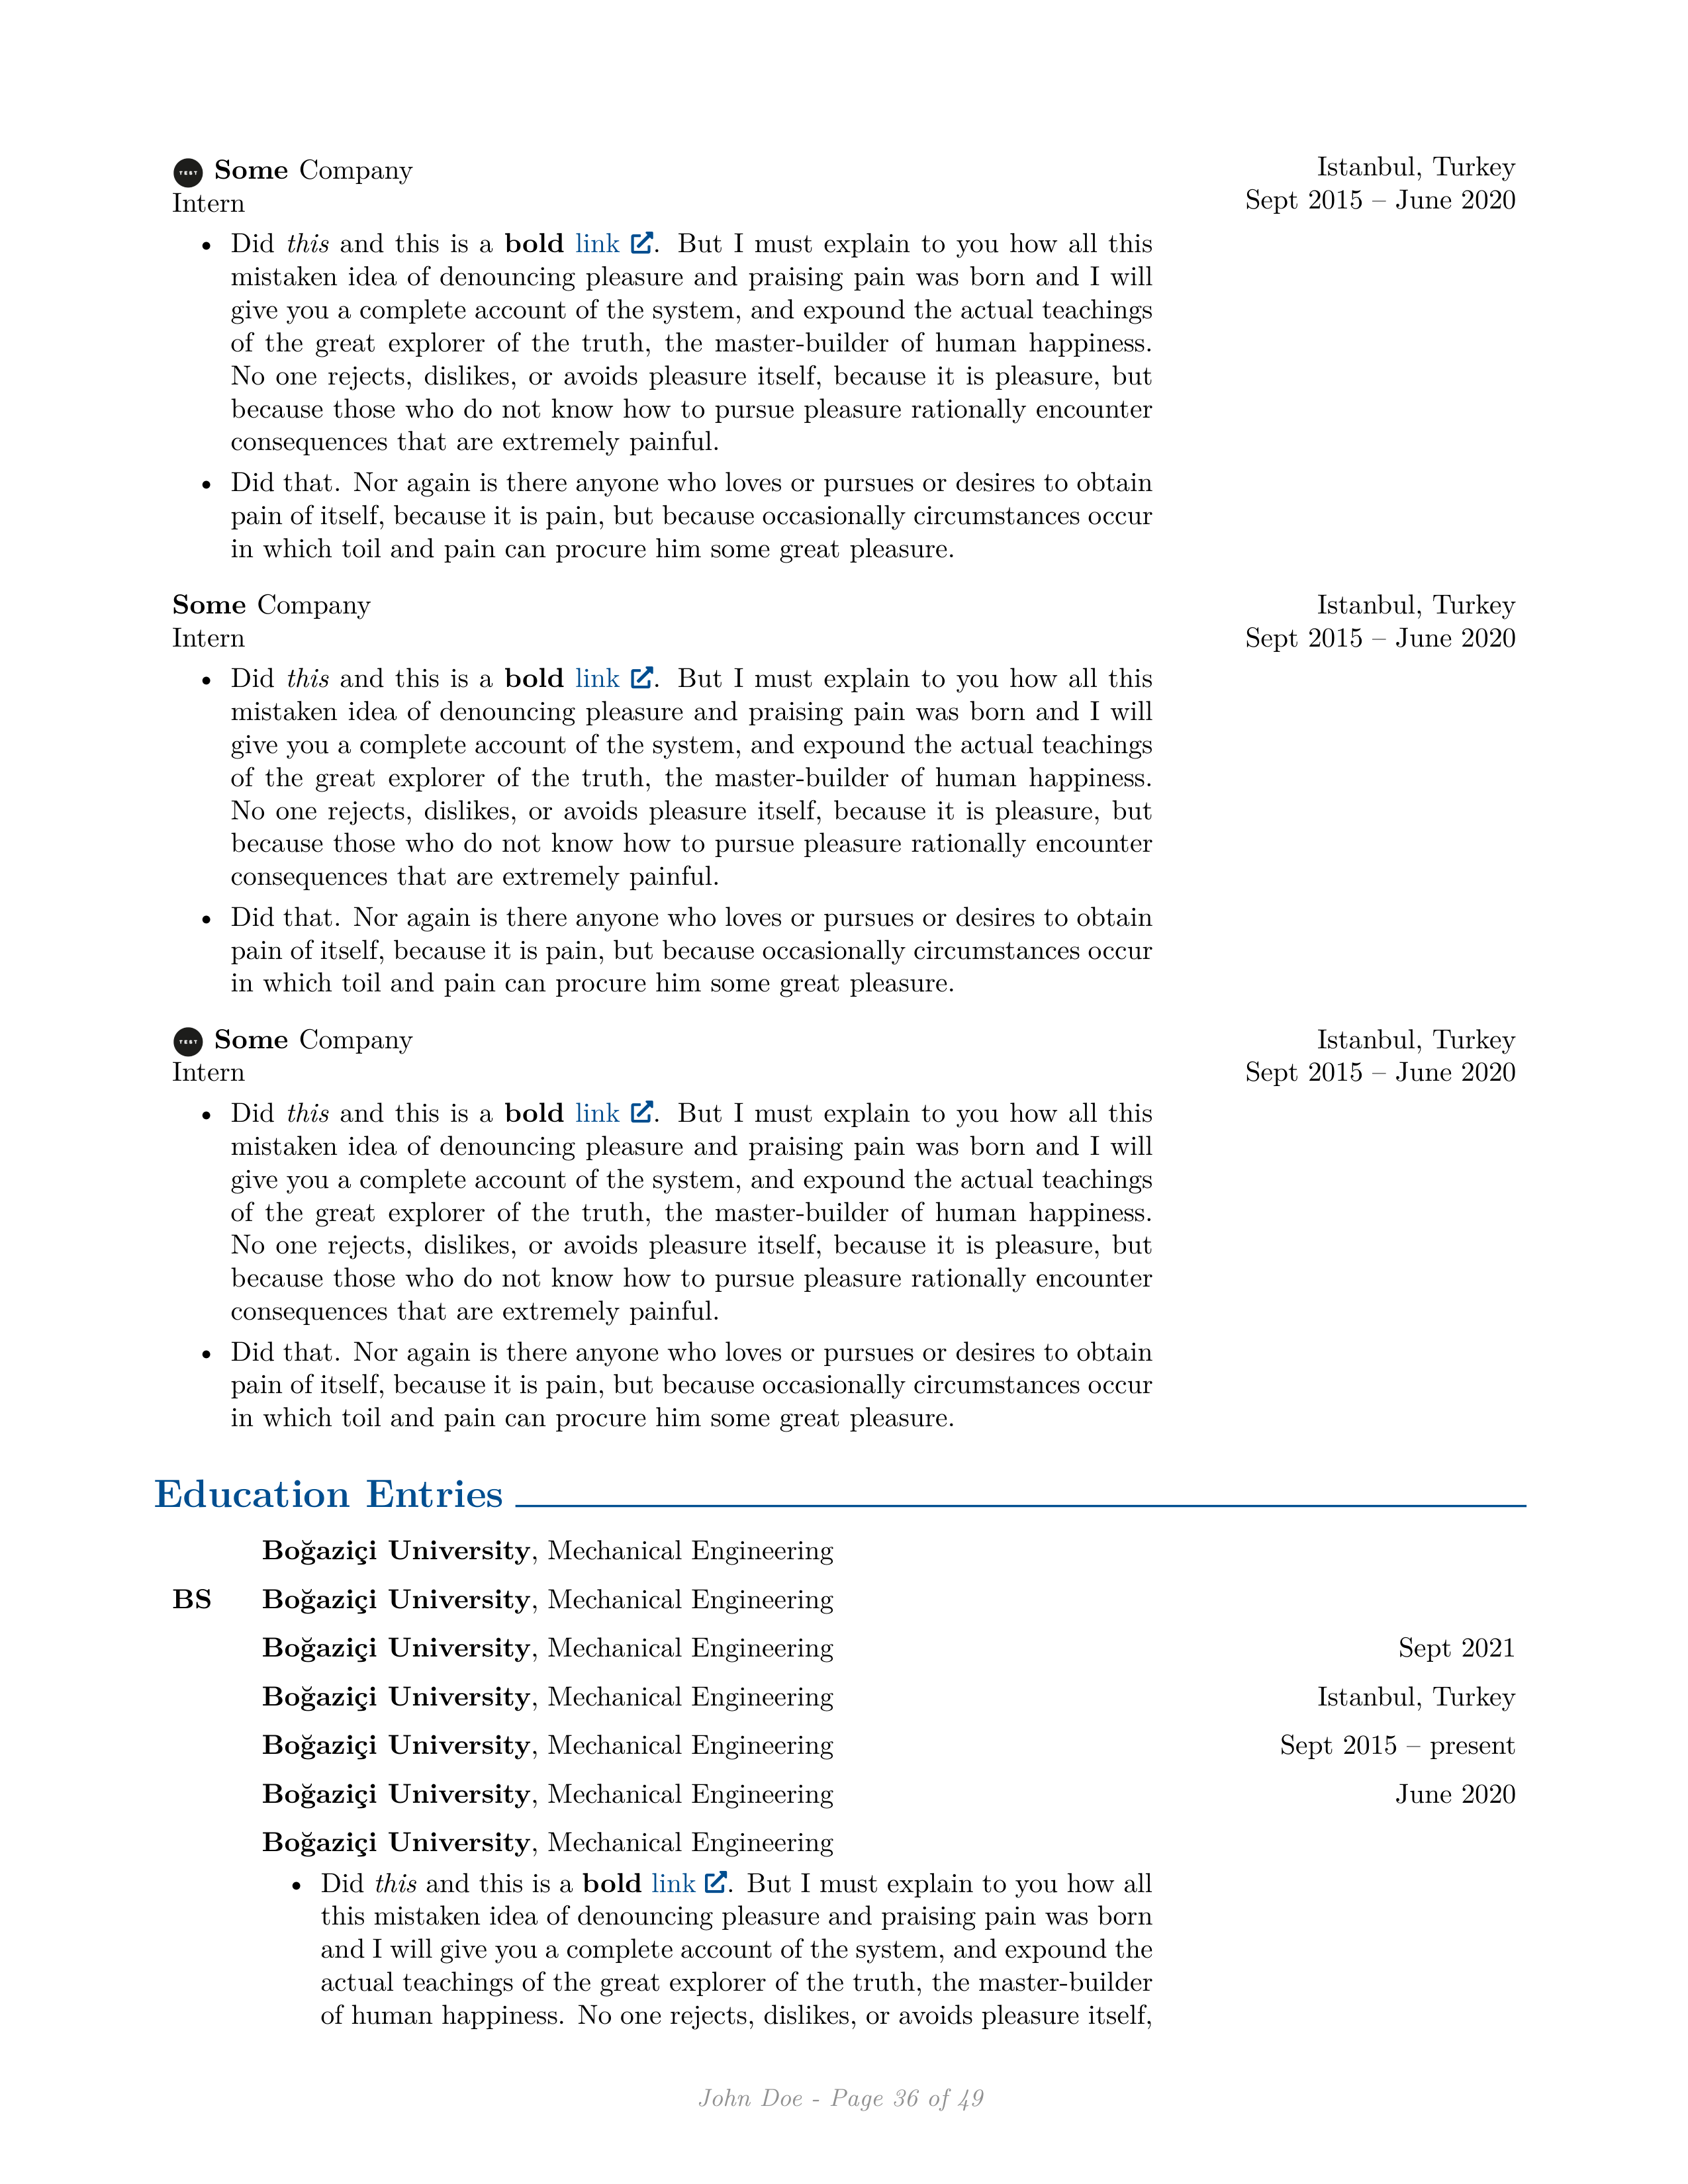 TEST Some Company Istanbul, Turkey
Intern Sept 2015 – June 2020
• Did this and this is a bold link. But I must explain to you how all this
mistaken idea of denouncing pleasure and praising pain was born and I will
give you a complete account of the system, and expound the actual teachings
of the great explorer of the truth, the master-builder of human happiness.
No one rejects, dislikes, or avoids pleasure itself, because it is pleasure, but
because those who do not know how to pursue pleasure rationally encounter
consequences that are extremely painful.
• Did that. Nor again is there anyone who loves or pursues or desires to obtain
pain of itself, because it is pain, but because occasionally circumstances occur
in which toil and pain can procure him some great pleasure.
Some Company Istanbul, Turkey
Intern Sept 2015 – June 2020
• Did this and this is a bold link. But I must explain to you how all this
mistaken idea of denouncing pleasure and praising pain was born and I will
give you a complete account of the system, and expound the actual teachings
of the great explorer of the truth, the master-builder of human happiness.
No one rejects, dislikes, or avoids pleasure itself, because it is pleasure, but
because those who do not know how to pursue pleasure rationally encounter
consequences that are extremely painful.
• Did that. Nor again is there anyone who loves or pursues or desires to obtain
pain of itself, because it is pain, but because occasionally circumstances occur
in which toil and pain can procure him some great pleasure.
TEST Some Company Istanbul, Turkey
Intern Sept 2015 – June 2020
• Did this and this is a bold link. But I must explain to you how all this
mistaken idea of denouncing pleasure and praising pain was born and I will
give you a complete account of the system, and expound the actual teachings
of the great explorer of the truth, the master-builder of human happiness.
No one rejects, dislikes, or avoids pleasure itself, because it is pleasure, but
because those who do not know how to pursue pleasure rationally encounter
consequences that are extremely painful.
• Did that. Nor again is there anyone who loves or pursues or desires to obtain
pain of itself, because it is pain, but because occasionally circumstances occur
in which toil and pain can procure him some great pleasure.
Education Entries
Boğaziçi University, Mechanical Engineering
BS Boğaziçi University, Mechanical Engineering
Boğaziçi University, Mechanical Engineering Sept 2021
Boğaziçi University, Mechanical Engineering Istanbul, Turkey
Boğaziçi University, Mechanical Engineering Sept 2015 – present
Boğaziçi University, Mechanical Engineering June 2020
Boğaziçi University, Mechanical Engineering
• Did this and this is a bold link. But I must explain to you how all
this mistaken idea of denouncing pleasure and praising pain was born
and I will give you a complete account of the system, and expound the
actual teachings of the great explorer of the truth, the master-builder
of human happiness. No one rejects, dislikes, or avoids pleasure itself,
John Doe - Page 36 of 49